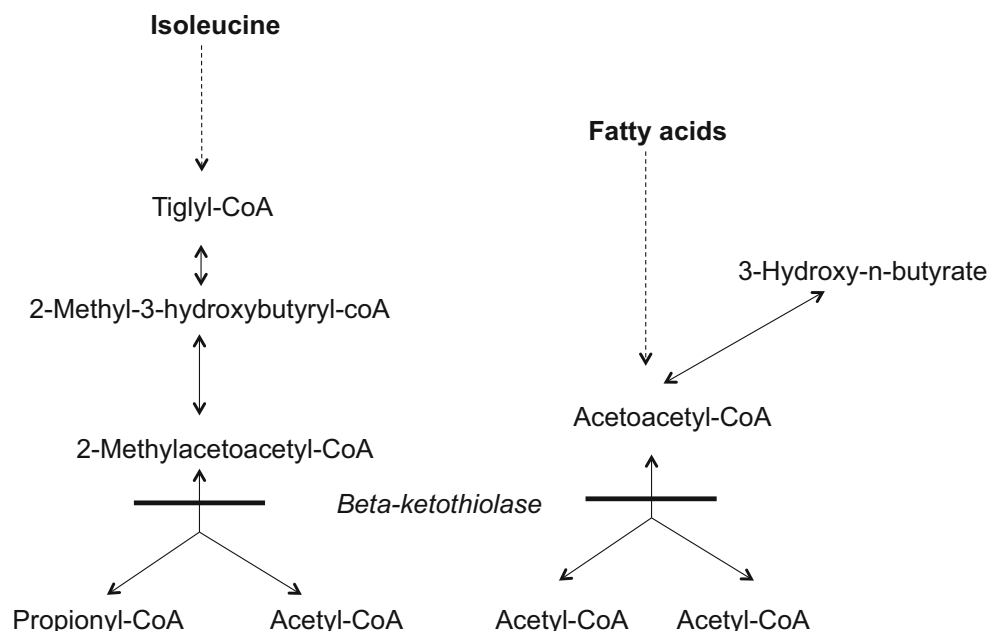 Isoleucine
Fatty acids
Tiglyl-CoA
3-Hydroxy-n-butyrate
2-Methyl-3-hydroxybutyryl-coA
Acetoacetyl-CoA
2-Methylacetoacetyl-CoA
Beta-ketothiolase
Propionyl-CoA Acetyl-CoA Acetyl-CoA Acetyl-CoA